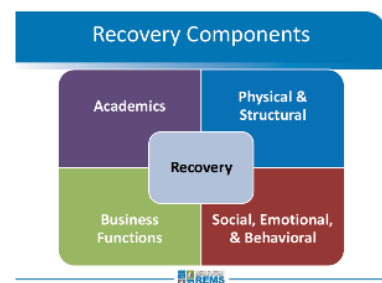 Recovery Components
Academics
Physical &
Structural
Recovery
Business
Functions
Social, Emotional,
& Behavioral
REMS